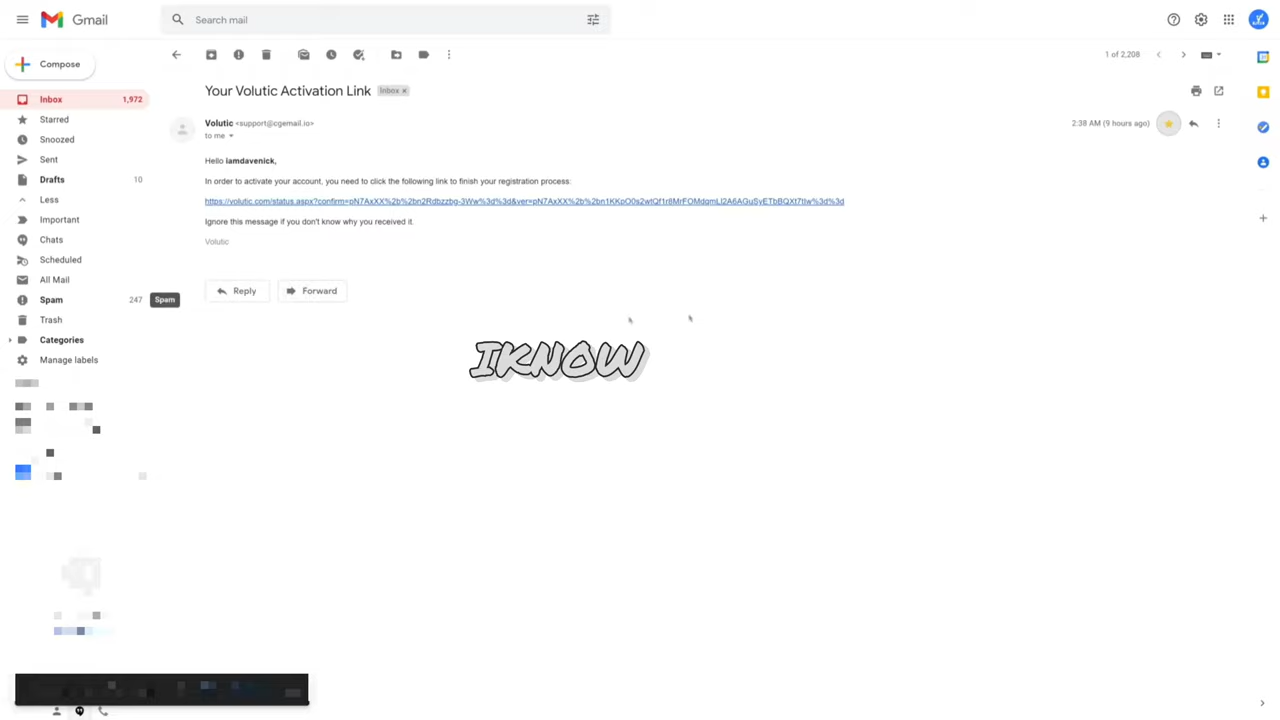 Gmail
Search mail
Compose
1 of 2,208
Your Volutic Activation Link
Inbox ×
Inbox 1,972
Starred
Snoozed
Sent
Drafts 10
Less
Important
Chats
Scheduled
All Mail
Spam 247
Spam
Trash
Categories
Manage labels
Volutic <support@cgemail.io>
2:38 AM (9 hours ago)
to me
Hello iamdavenick,
In order to activate your account, you need to click the following link to finish your registration process:
Ignore this message if you don't know why you received it.
Volutic
Reply
Forward
IKNOW